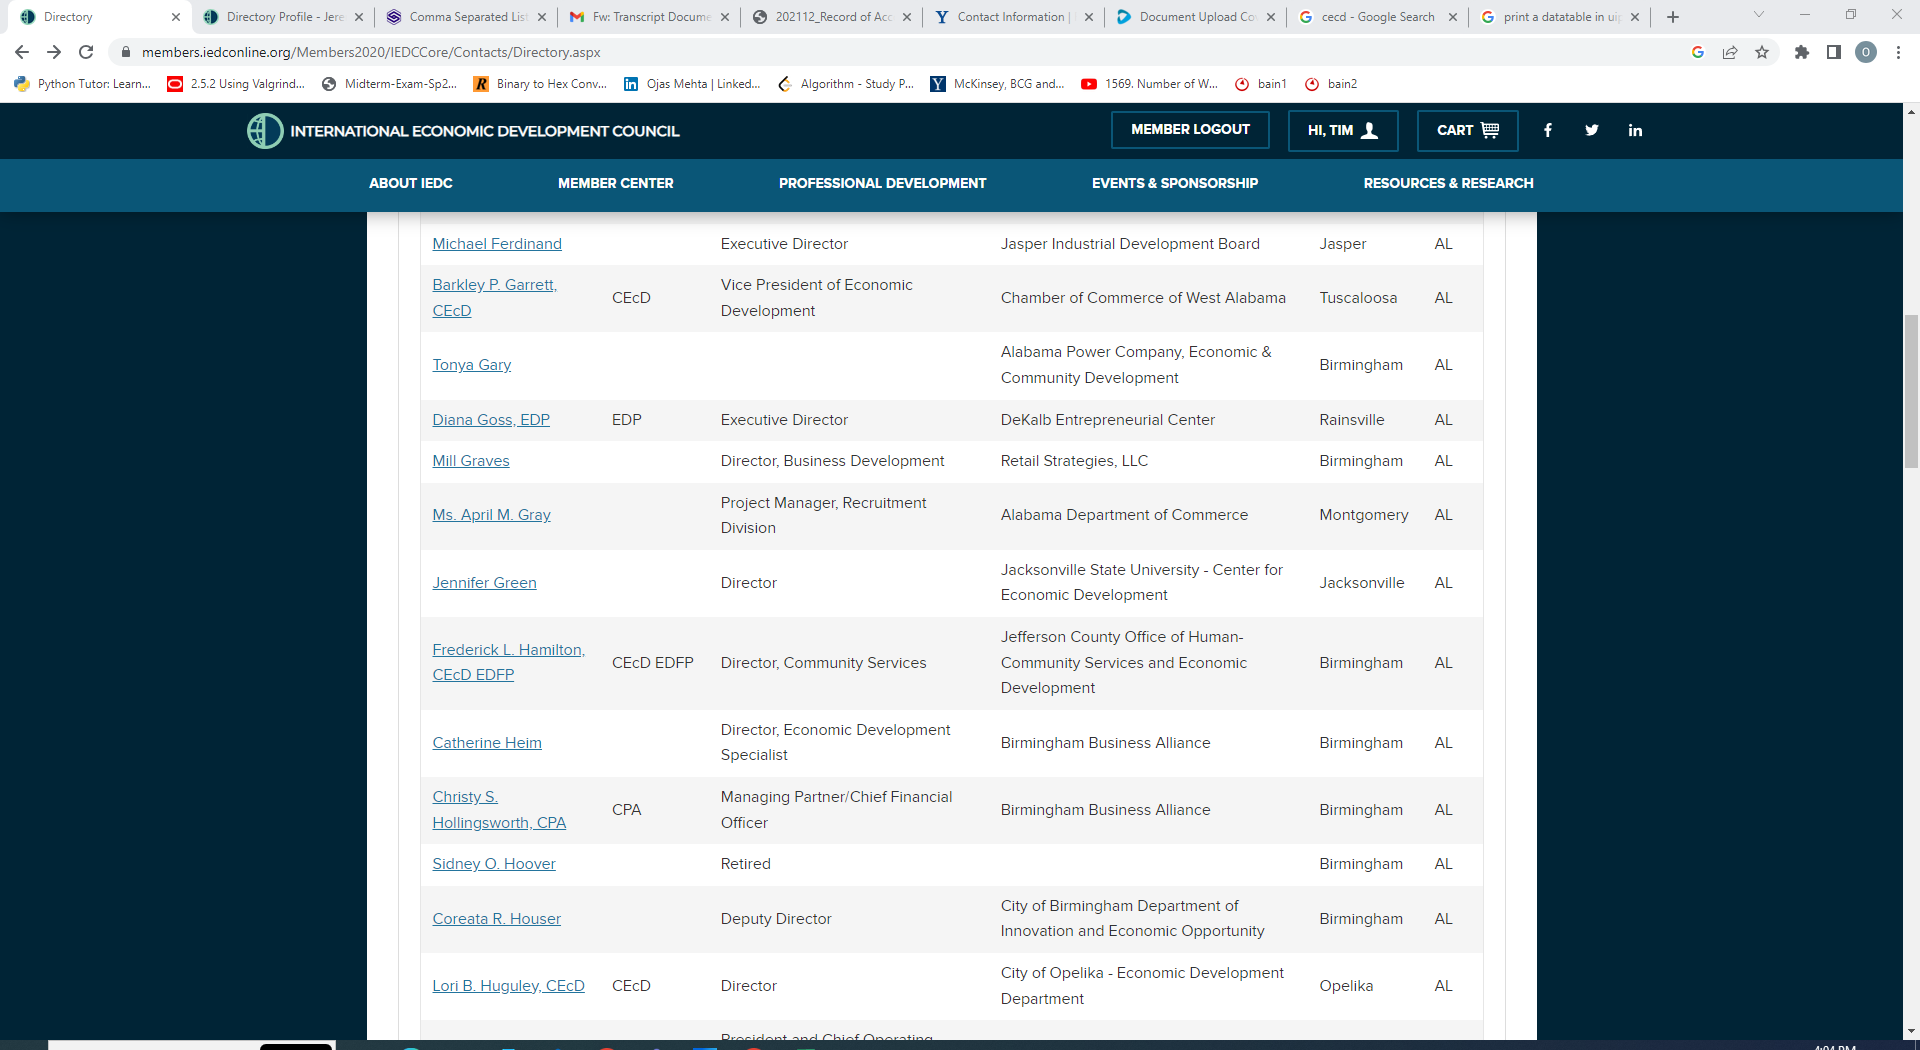 Directory
Directory Profile - Jere
Comma Separated List
Fw: Transcript Docume
202112_Record of Acc
Contact Information |
Document Upload Co
cecd - Google Search
print a datatable in uip
members.iedconline.org/Members2020/IEDCCore/Contacts/Directory.aspx
O
Python Tutor: Learn...
2.5.2 Using Valgrind...
Midterm-Exam-Sp2...
Binary to Hex Conv...
Ojas Mehta | Linked...
Algorithm - Study P...
McKinsey, BCG and...
1569. Number of W...
bain1
bain2
INTERNATIONAL ECONOMIC DEVELOPMENT COUNCIL
MEMBER LOGOUT
HI, TIM
CART
ABOUT IEDC
MEMBER CENTER
PROFESSIONAL DEVELOPMENT
EVENTS & SPONSORSHIP
RESOURCES & RESEARCH
Michael Ferdinand
Executive Director
Jasper Industrial Development Board
Jasper
AL
Barkley P. Garrett,
CEcD
CEcD
Vice President of Economic
Development
Chamber of Commerce of West Alabama
Tuscaloosa
AL
Tonya Gary
Alabama Power Company, Economic &
Community Development
Birmingham
AL
Diana Goss, EDP
EDP
Executive Director
DeKalb Entrepreneurial Center
Rainsville
AL
Mill Graves
Director, Business Development
Retail Strategies, LLC
Birmingham
AL
Ms. April M. Gray
Project Manager, Recruitment
Division
Alabama Department of Commerce
Montgomery
AL
Jennifer Green
Director
Jacksonville State University - Center for
Economic Development
Jacksonville
AL
Frederick L. Hamilton,
CEcD EDFP
CEcD EDFP
Director, Community Services
Jefferson County Office of Human-
Community Services and Economic
Development
Birmingham
AL
Catherine Heim
Director, Economic Development
Specialist
Birmingham Business Alliance
Birmingham
AL
Christy S.
Hollingsworth, CPA
CPA
Managing Partner/Chief Financial
Officer
Birmingham Business Alliance
Birmingham
AL
Sidney O. Hoover
Retired
Birmingham
AL
Coreata R. Houser
Deputy Director
City of Birmingham Department of
Innovation and Economic Opportunity
Birmingham
AL
Lori B. Huguley, CEcD
CEcD
Director
City of Opelika - Economic Development
Department
Opelika
AL
President and Chief Operating
4:04 PM